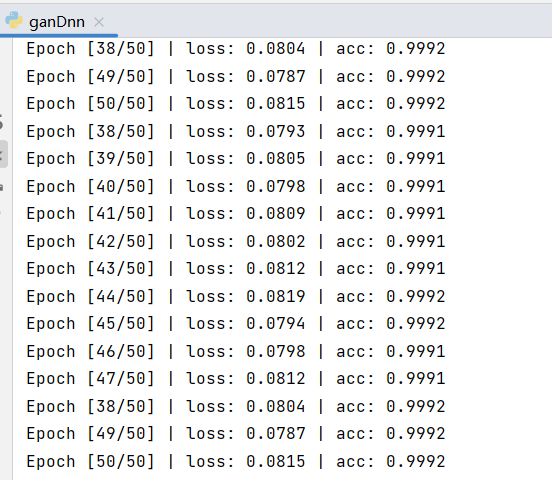 ganDnn
Epoch [38/50] | loss: 0.0804 | acc: 0.9992
Epoch [49/50] | loss: 0.0787 | acc: 0.9992
Epoch [50/50] | loss: 0.0815 | acc: 0.9992
Epoch [38/50] | loss: 0.0793 | acc: 0.9991
Epoch [39/50] | loss: 0.0805 | acc: 0.9991
Epoch [40/50] | loss: 0.0798 | acc: 0.9991
Epoch [41/50] | loss: 0.0809 | acc: 0.9991
Epoch [42/50] | loss: 0.0802 | acc: 0.9991
Epoch [43/50] | loss: 0.0812 | acc: 0.9991
Epoch [44/50] | loss: 0.0819 | acc: 0.9992
Epoch [45/50] | loss: 0.0794 | acc: 0.9992
Epoch [46/50] | loss: 0.0798 | acc: 0.9991
Epoch [47/50] | loss: 0.0812 | acc: 0.9991
Epoch [38/50] | loss: 0.0804 | acc: 0.9992
Epoch [49/50] | loss: 0.0787 | acc: 0.9992
Epoch [50/50] | loss: 0.0815 | acc: 0.9992